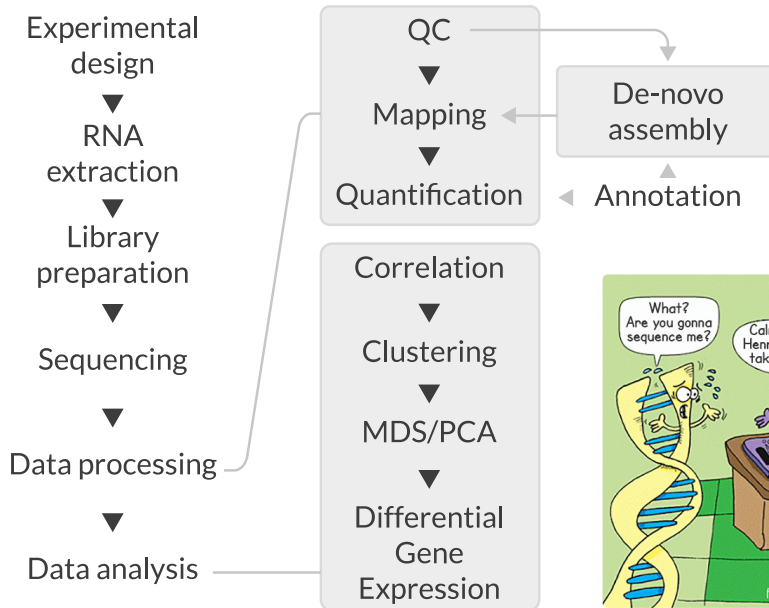 Experimental
design
RNA
extraction
Library
preparation
Sequencing
Data processing
Data analysis
QC
Mapping
Quantification
De-novo
assembly
Annotation
Correlation
Clustering
MDS/PCA
Differential
Gene
Expression
What?
Are you gonna
sequence me?